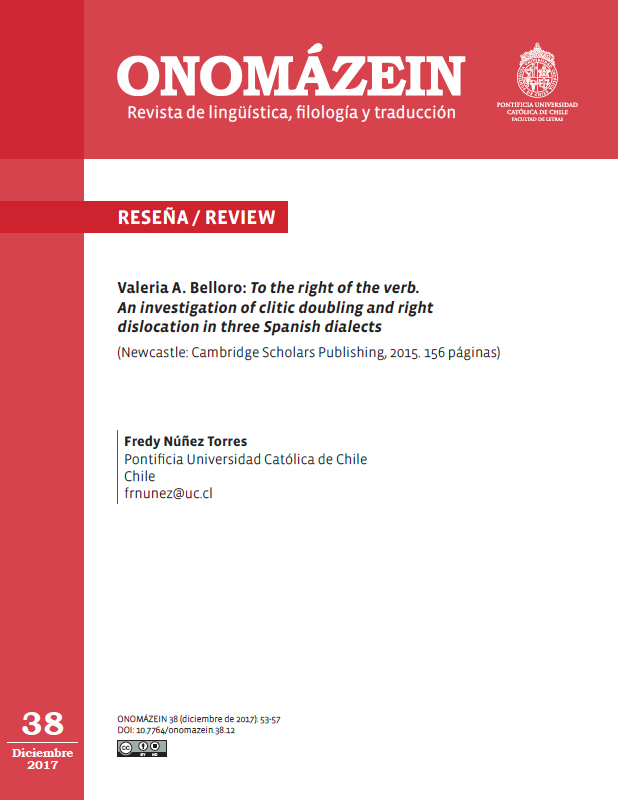 ONOMÁZEIN
Revista de lingüística, filología y traducción
PONTIFICIA UNIVERSIDAD
CATÓLICA DE CHILE
FACULTAD DE LETRAS
RESEÑA / REVIEW
Valeria A. Belloro: To the right of the verb.
An investigation of clitic doubling and right
dislocation in three Spanish dialects
(Newcastle: Cambridge Scholars Publishing, 2015. 156 páginas)
Fredy Núñez Torres
Pontificia Universidad Católica de Chile
Chile
frnunez@uc.cl
38
Diciembre
2017
ONOMÁZEIN 38 (diciembre de 2017): 53-57
DOI: 10.7764/onomazein.38.12
cc
BY ND